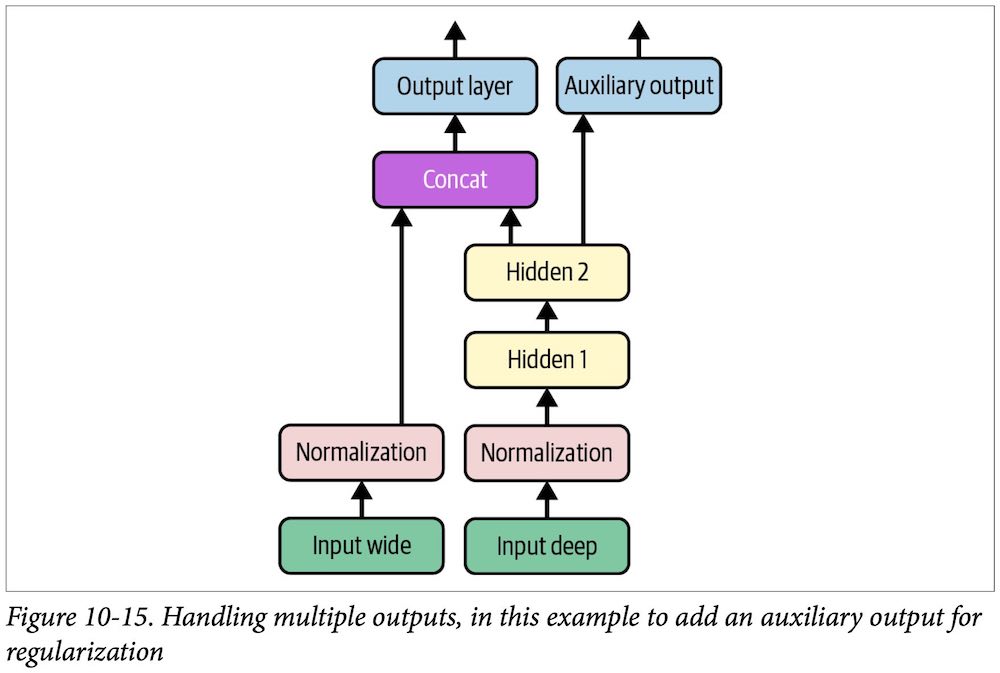 Output layer
Auxiliary output
Concat
Hidden 2
Hidden 1
Normalization
Normalization
Input wide
Input deep
Figure 10-15. Handling multiple outputs, in this example to add an auxiliary output for
regularization